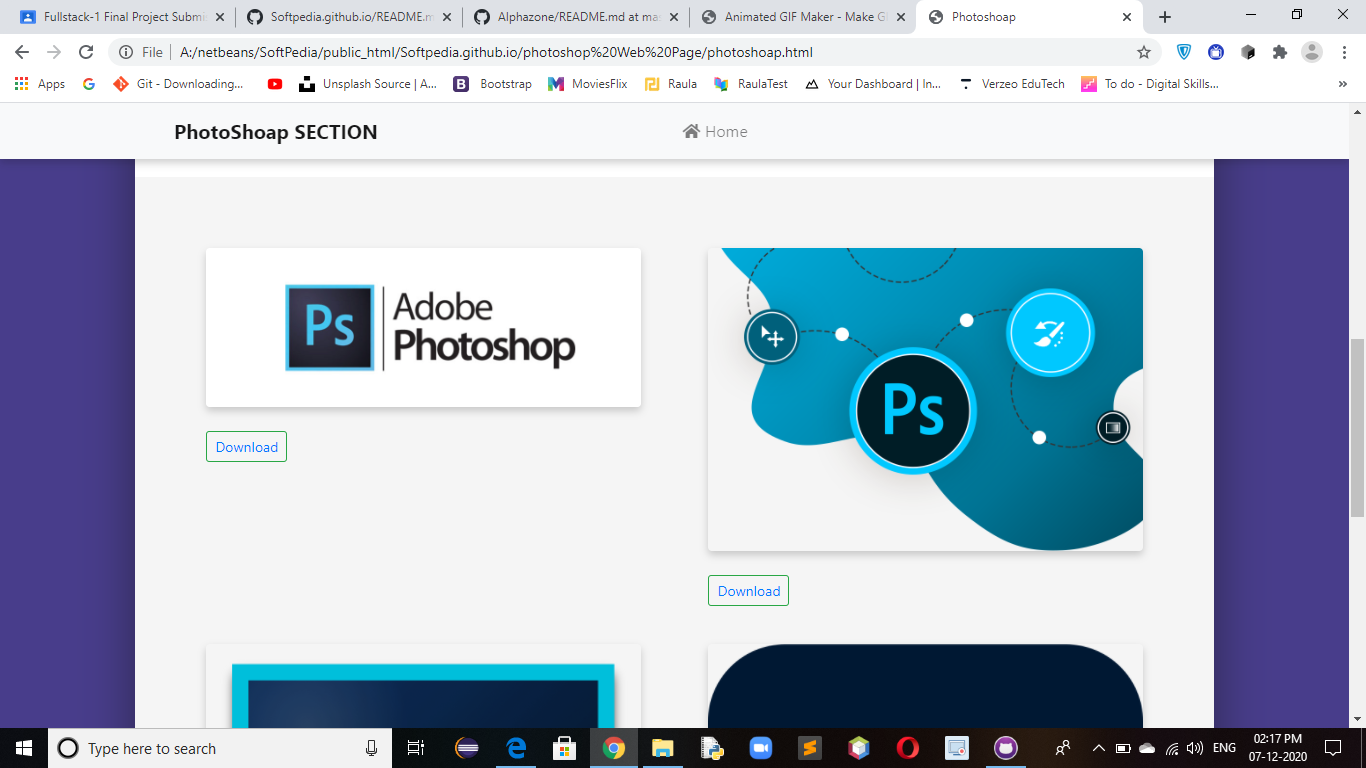 Fullstack-1 Final Project Submi
Softpedia.github.io/README.m
Alphazone/README.md at ma
Animated GIF Maker - Make G
Photoshoap
File
A:/netbeans/SoftPedia/public_html/Softpedia.github.io/photoshop%20Web%20Page/photoshoap.html
Apps
Git - Downloading...
Unsplash Source | A...
B
Bootstrap
MoviesFlix
Raula
RaulaTest
Your Dashboard | In...
Verzeo EduTech
To do - Digital Skills...
»
PhotoShoap SECTION
Home
Ps
Adobe
Photoshop
Ps
Download
Download
Type here to search
ENG
02:17 PM
07-12-2020